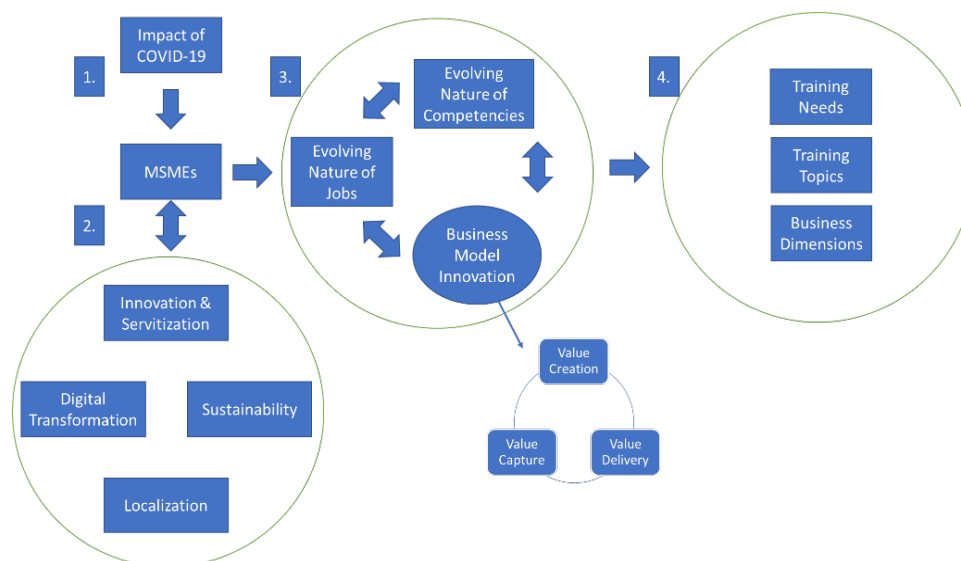 1.
Impact of
COVID-19
MSMEs
2.
Innovation &
Servitization
Digital
Transformation
Sustainability
Localization
3.
Evolving
Nature of
Competencies
Evolving
Nature of
Jobs
Business
Model
Innovation
Value
Creation
Value
Capture
Value
Delivery
4.
Training
Needs
Training
Topics
Business
Dimensions